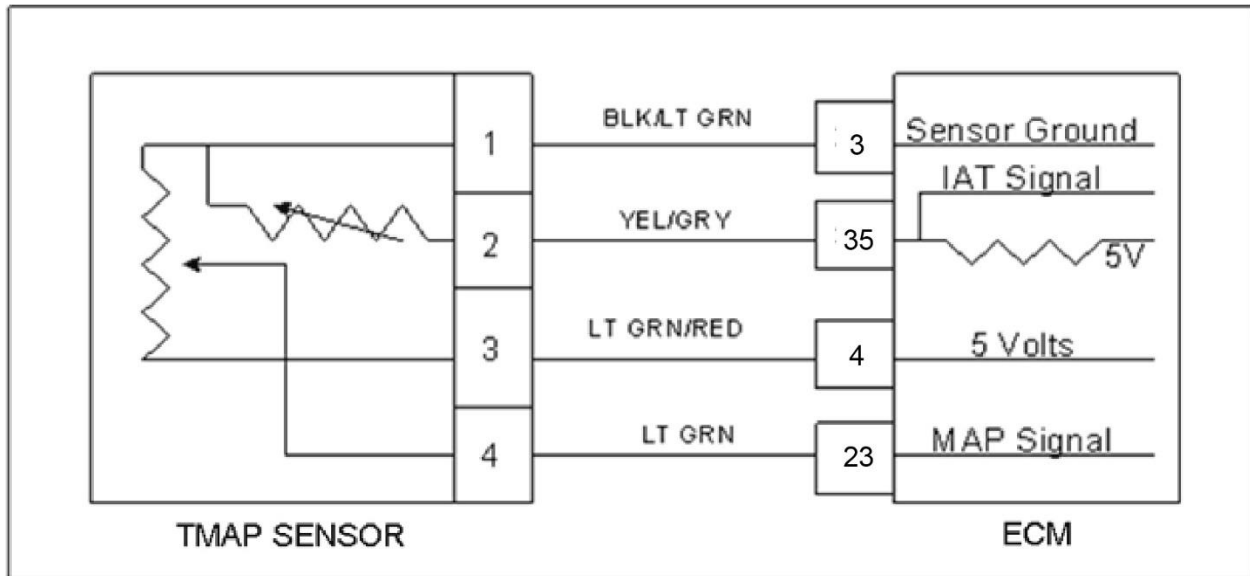 1 BLK/LT GRN 3 Sensor Ground
IAT Signal
2 YEL/GRY 35 5V
3 LT GRN/RED 4 5 Volts
4 LT GRN 23 MAP Signal
TMAP SENSOR ECM